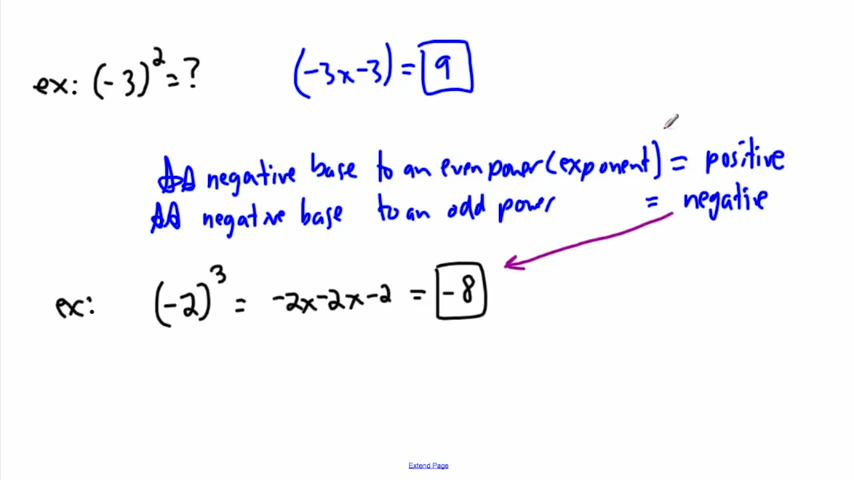 ex: (-3)² = ? (-3x-3) = 9
☆☆ negative base to an even power (exponent) = positive
☆☆ negative base to an odd power = negative
ex: (-2)³ = -2x-2x-2 = -8
Extend Page